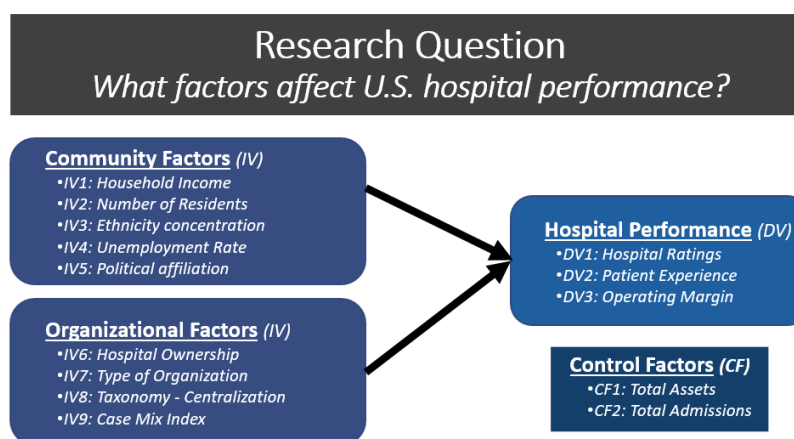 Research Question
What factors affect U.S. hospital performance?
Community Factors (IV)
•IV1: Household Income
•IV2: Number of Residents
•IV3: Ethnicity concentration
•IV4: Unemployment Rate
•IV5: Political affiliation
Organizational Factors (IV)
•IV6: Hospital Ownership
•IV7: Type of Organization
•IV8: Taxonomy - Centralization
•IV9: Case Mix Index
Hospital Performance (DV)
•DV1: Hospital Ratings
•DV2: Patient Experience
•DV3: Operating Margin
Control Factors (CF)
•CF1: Total Assets
•CF2: Total Admissions